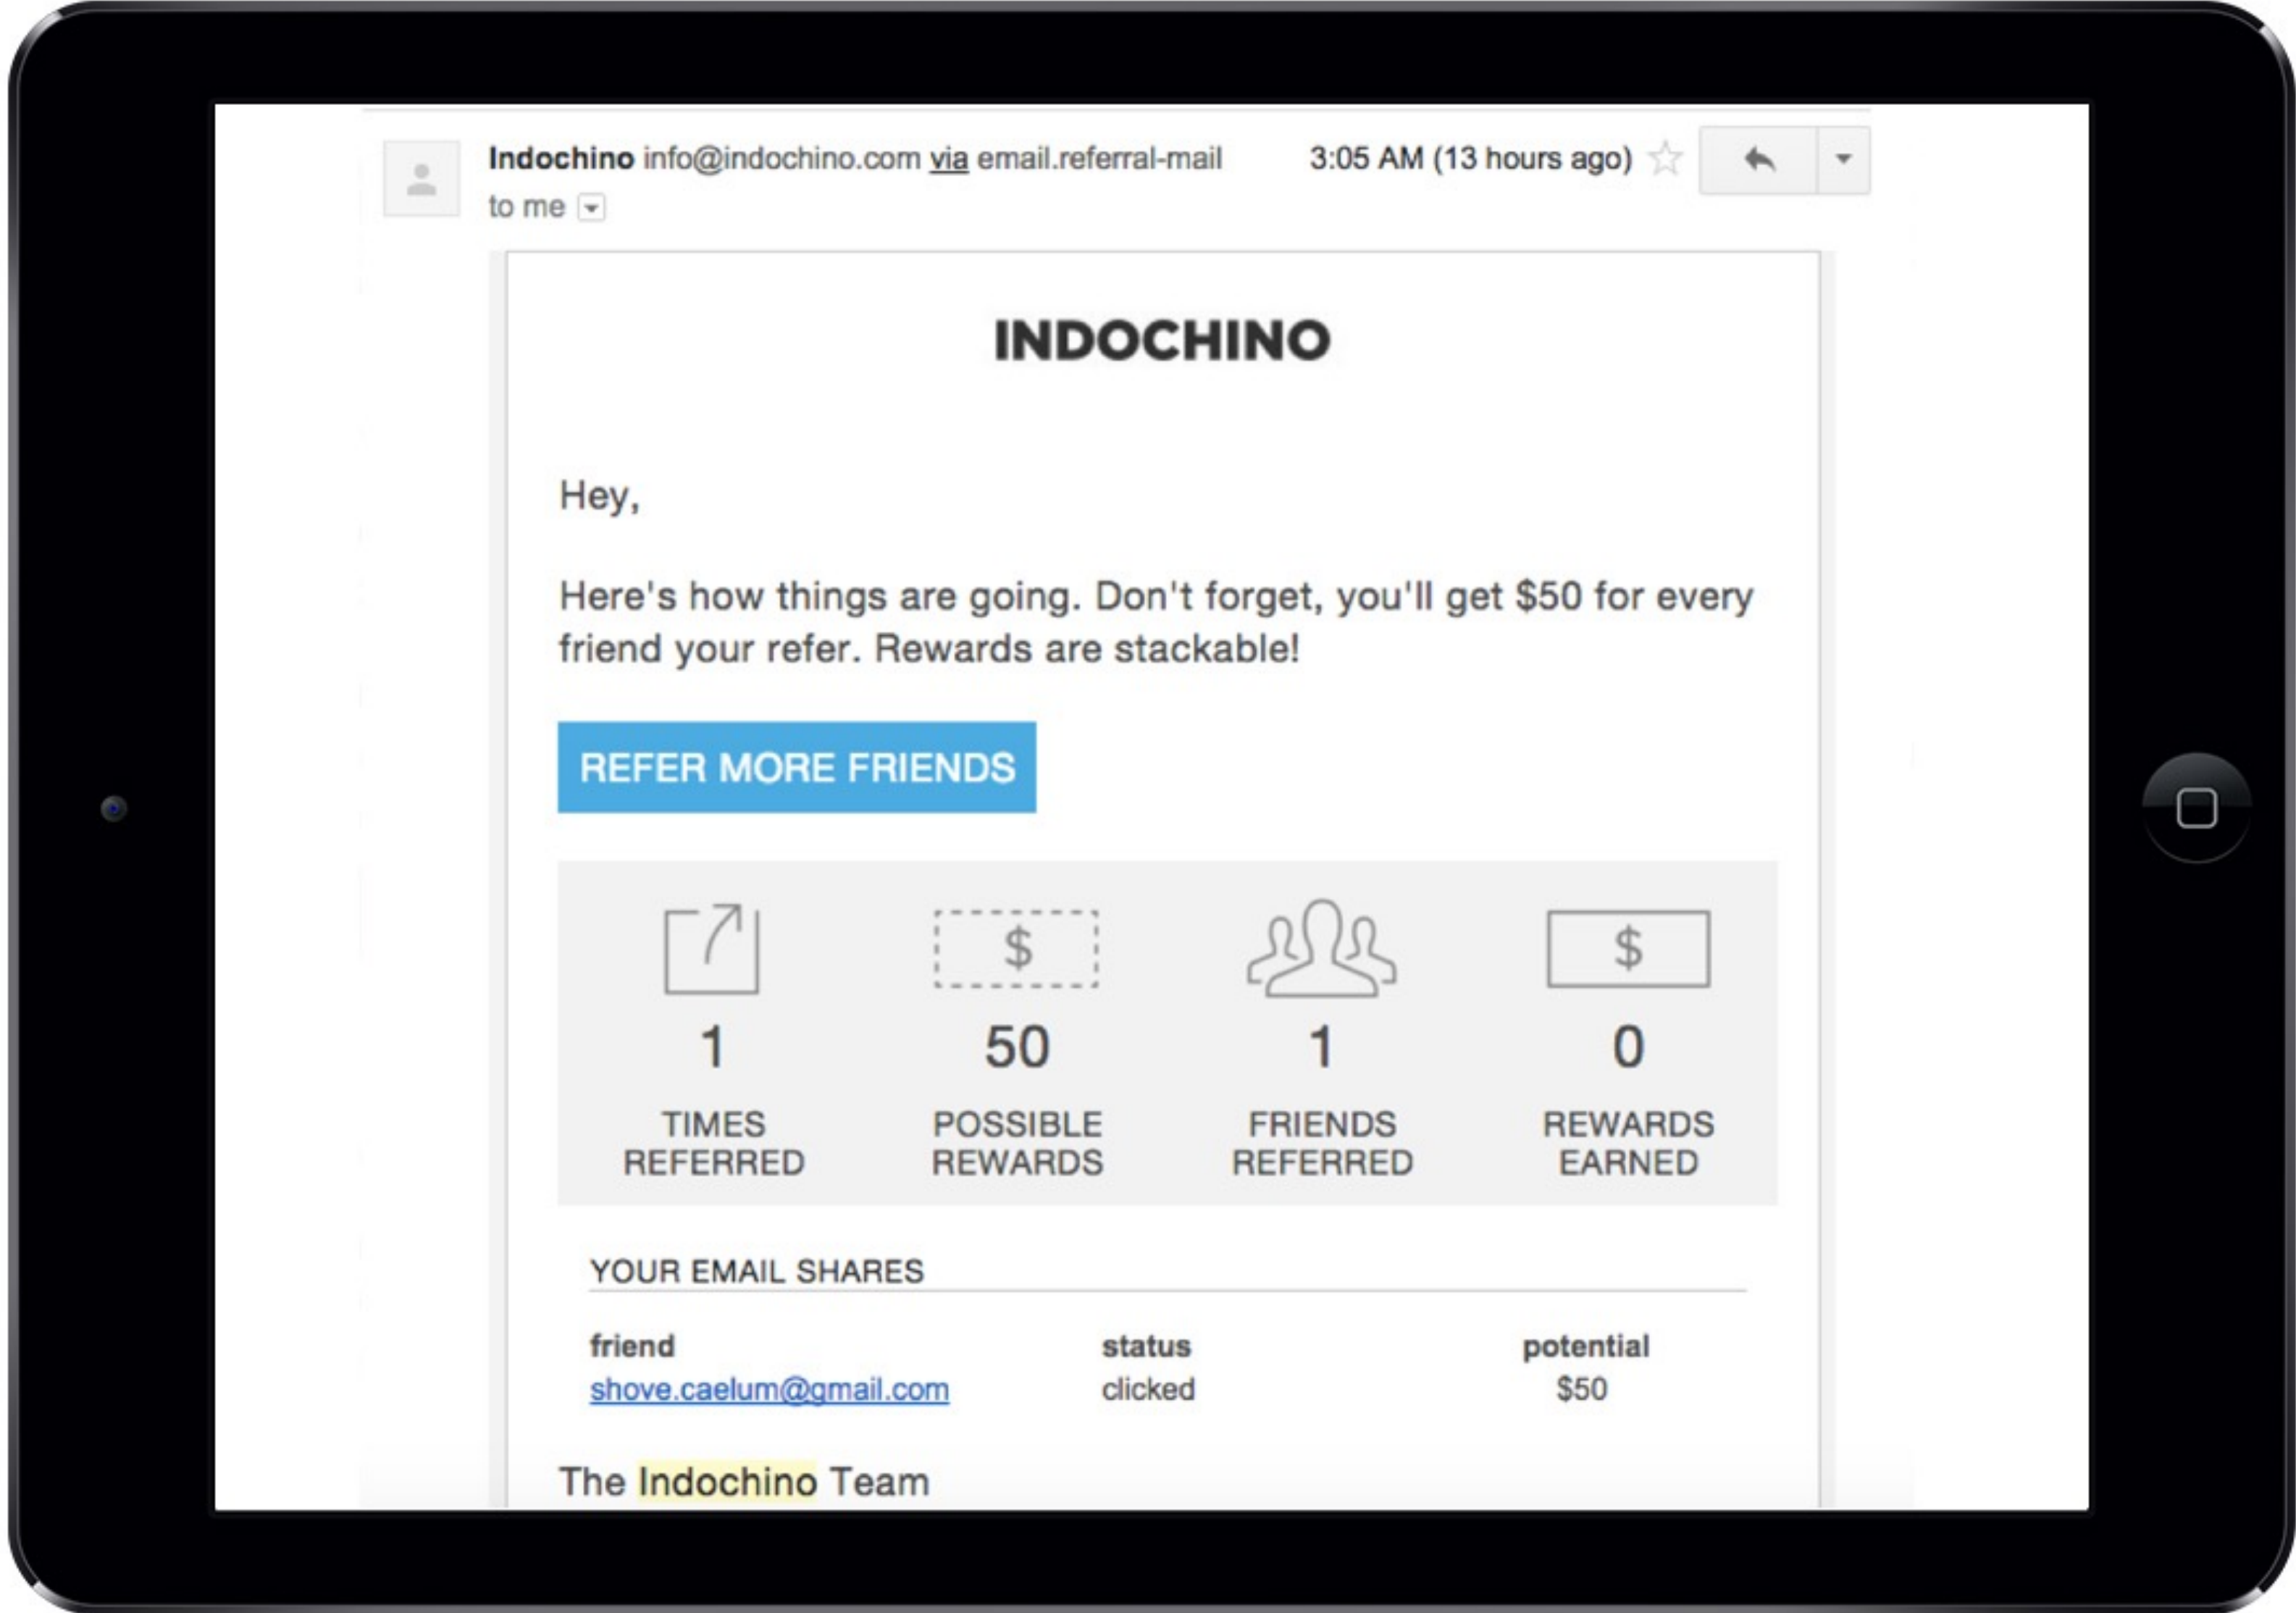 Indochino info@indochino.com via email.referral-mail 3:05 AM (13 hours ago)
to me
INDOCHINO
Hey,
Here's how things are going. Don't forget, you'll get $50 for every
friend your refer. Rewards are stackable!
REFER MORE FRIENDS
$ $
1 50 1 0
TIMES POSSIBLE FRIENDS REWARDS
REFERRED REWARDS REFERRED EARNED
YOUR EMAIL SHARES
friend status potential
shove.caelum@gmail.com clicked $50
The Indochino Team